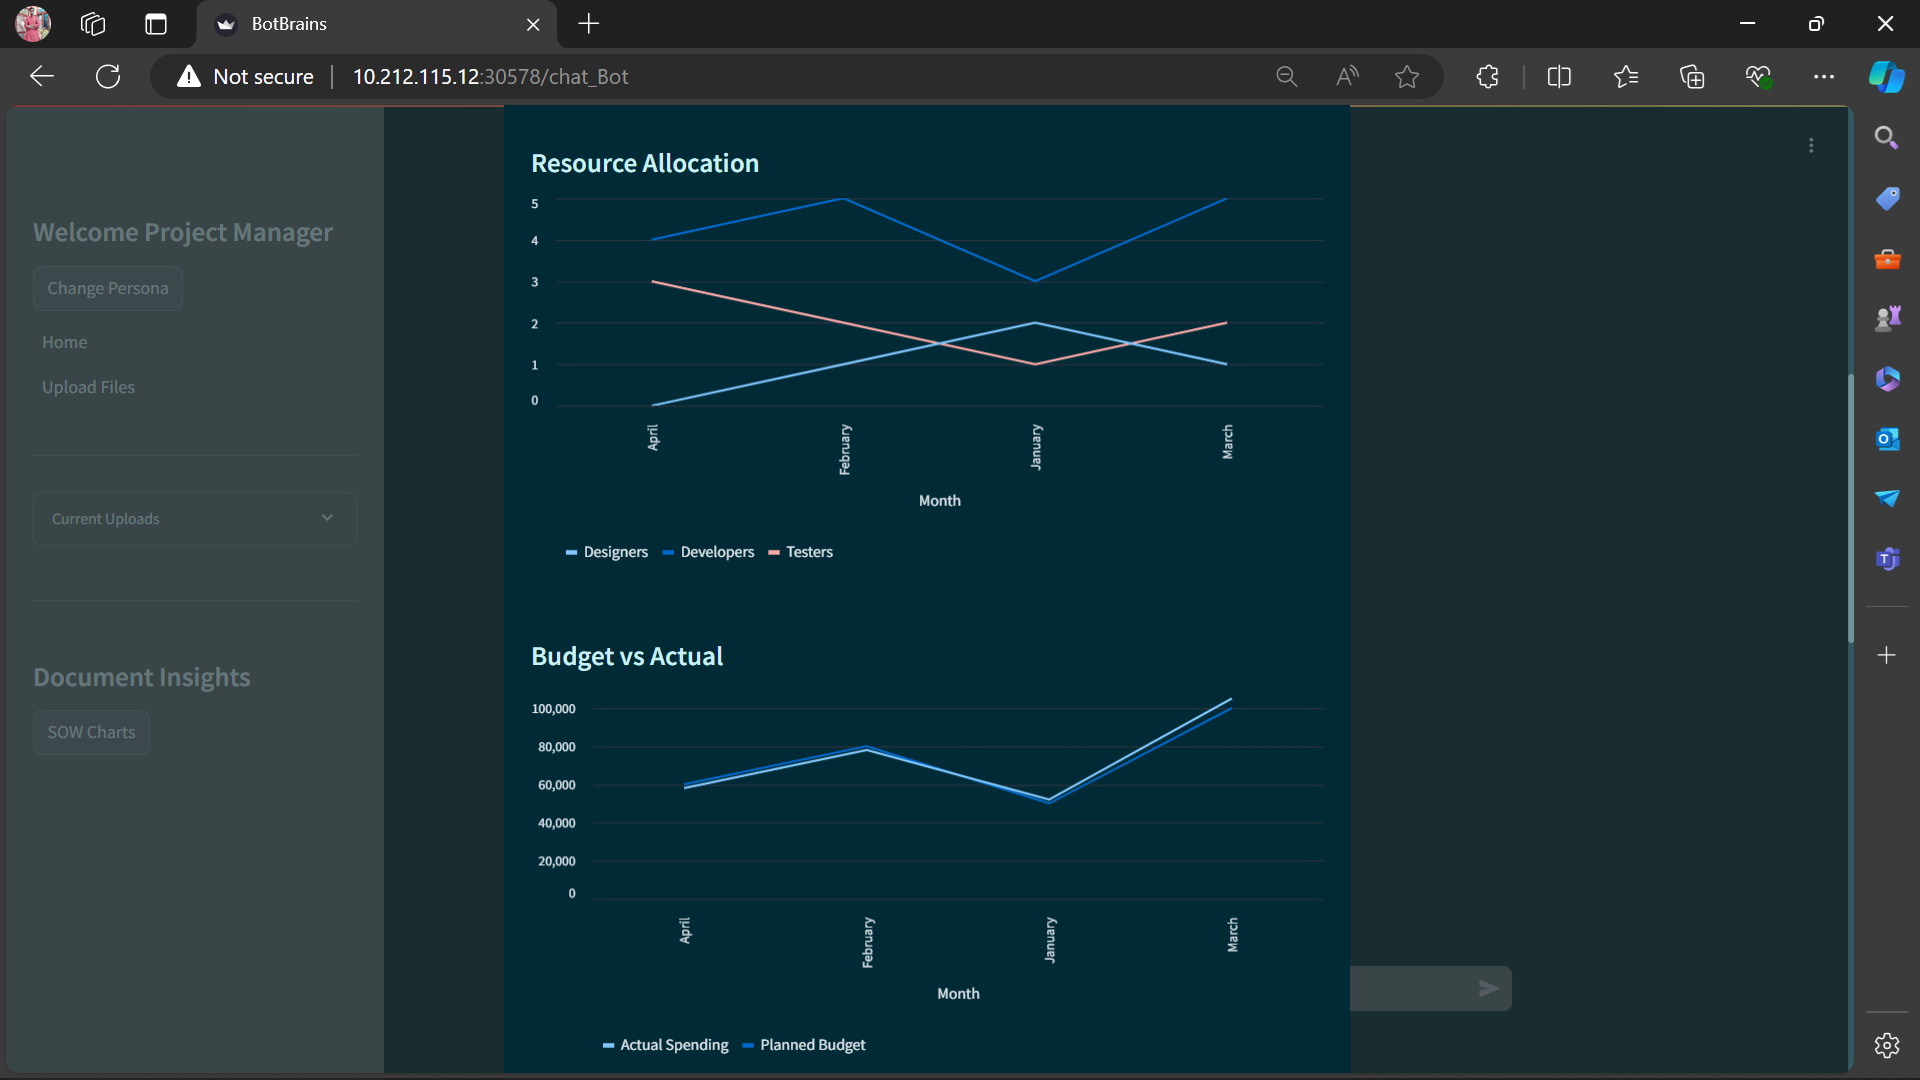 BotBrains
Not secure
10.212.115.12:30578/chat_Bot
Welcome Project Manager
Change Persona
Home
Upload Files
Current Uploads
Document Insights
SOW Charts
Resource Allocation
5
4
3
2
1
0
April
February
January
March
Month
Designers Developers Testers
Budget vs Actual
100,000
80,000
60,000
40,000
20,000
0
April
February
January
March
Month
Actual Spending Planned Budget